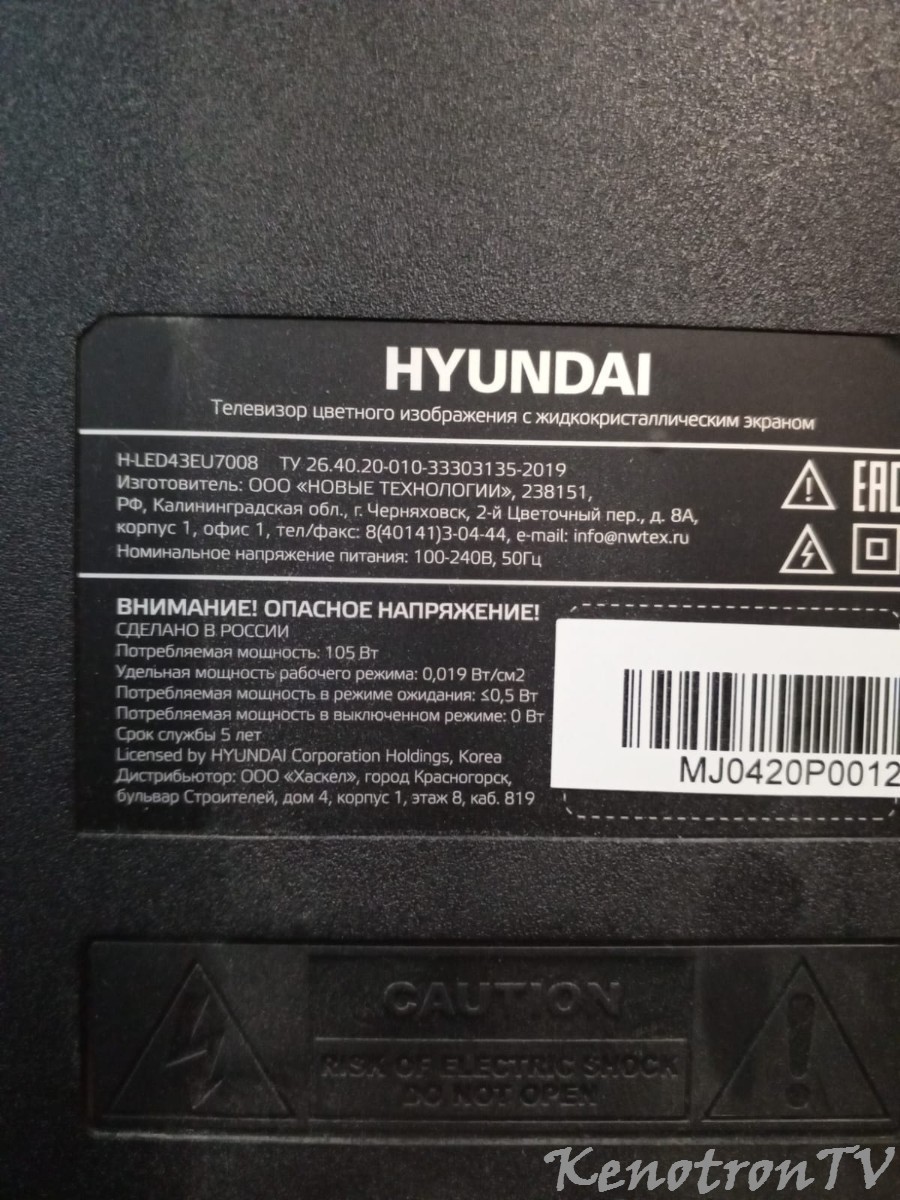 HYUNDAI
Телевизор цветного изображения с жидкокристаллическим экраном
H-LED43EU7008 ТУ 26.40.20-010-33303135-2019
Изготовитель: ООО «НОВЫЕ ТЕХНОЛОГИИ», 238151,
РФ, Калининградская обл., г. Черняховск, 2-й Цветочный пер., д. 8А,
корпус 1, офис 1, тел/факс: 8(40141)3-04-44, e-mail: info@nwtex.ru
Номинальное напряжение питания: 100-240В, 50Гц
EAC
ВНИМАНИЕ! ОПАСНОЕ НАПРЯЖЕНИЕ!
СДЕЛАНО В РОССИИ
Потребляемая мощность: 105 Вт
Удельная мощность рабочего режима: 0,019 Вт/см2
Потребляемая мощность в режиме ожидания: ≤0,5 Вт
Потребляемая мощность в выключенном режиме: 0 Вт
Срок службы 5 лет
Licensed by HYUNDAI Corporation Holdings, Korea
Дистрибьютор: ООО «Хаскел», город Красногорск,
бульвар Строителей, дом 4, корпус 1, этаж 8, каб. 819
MJ0420P0012
CAUTION
RISK OF ELECTRIC SHOCK
DO NOT OPEN
KenotronTV